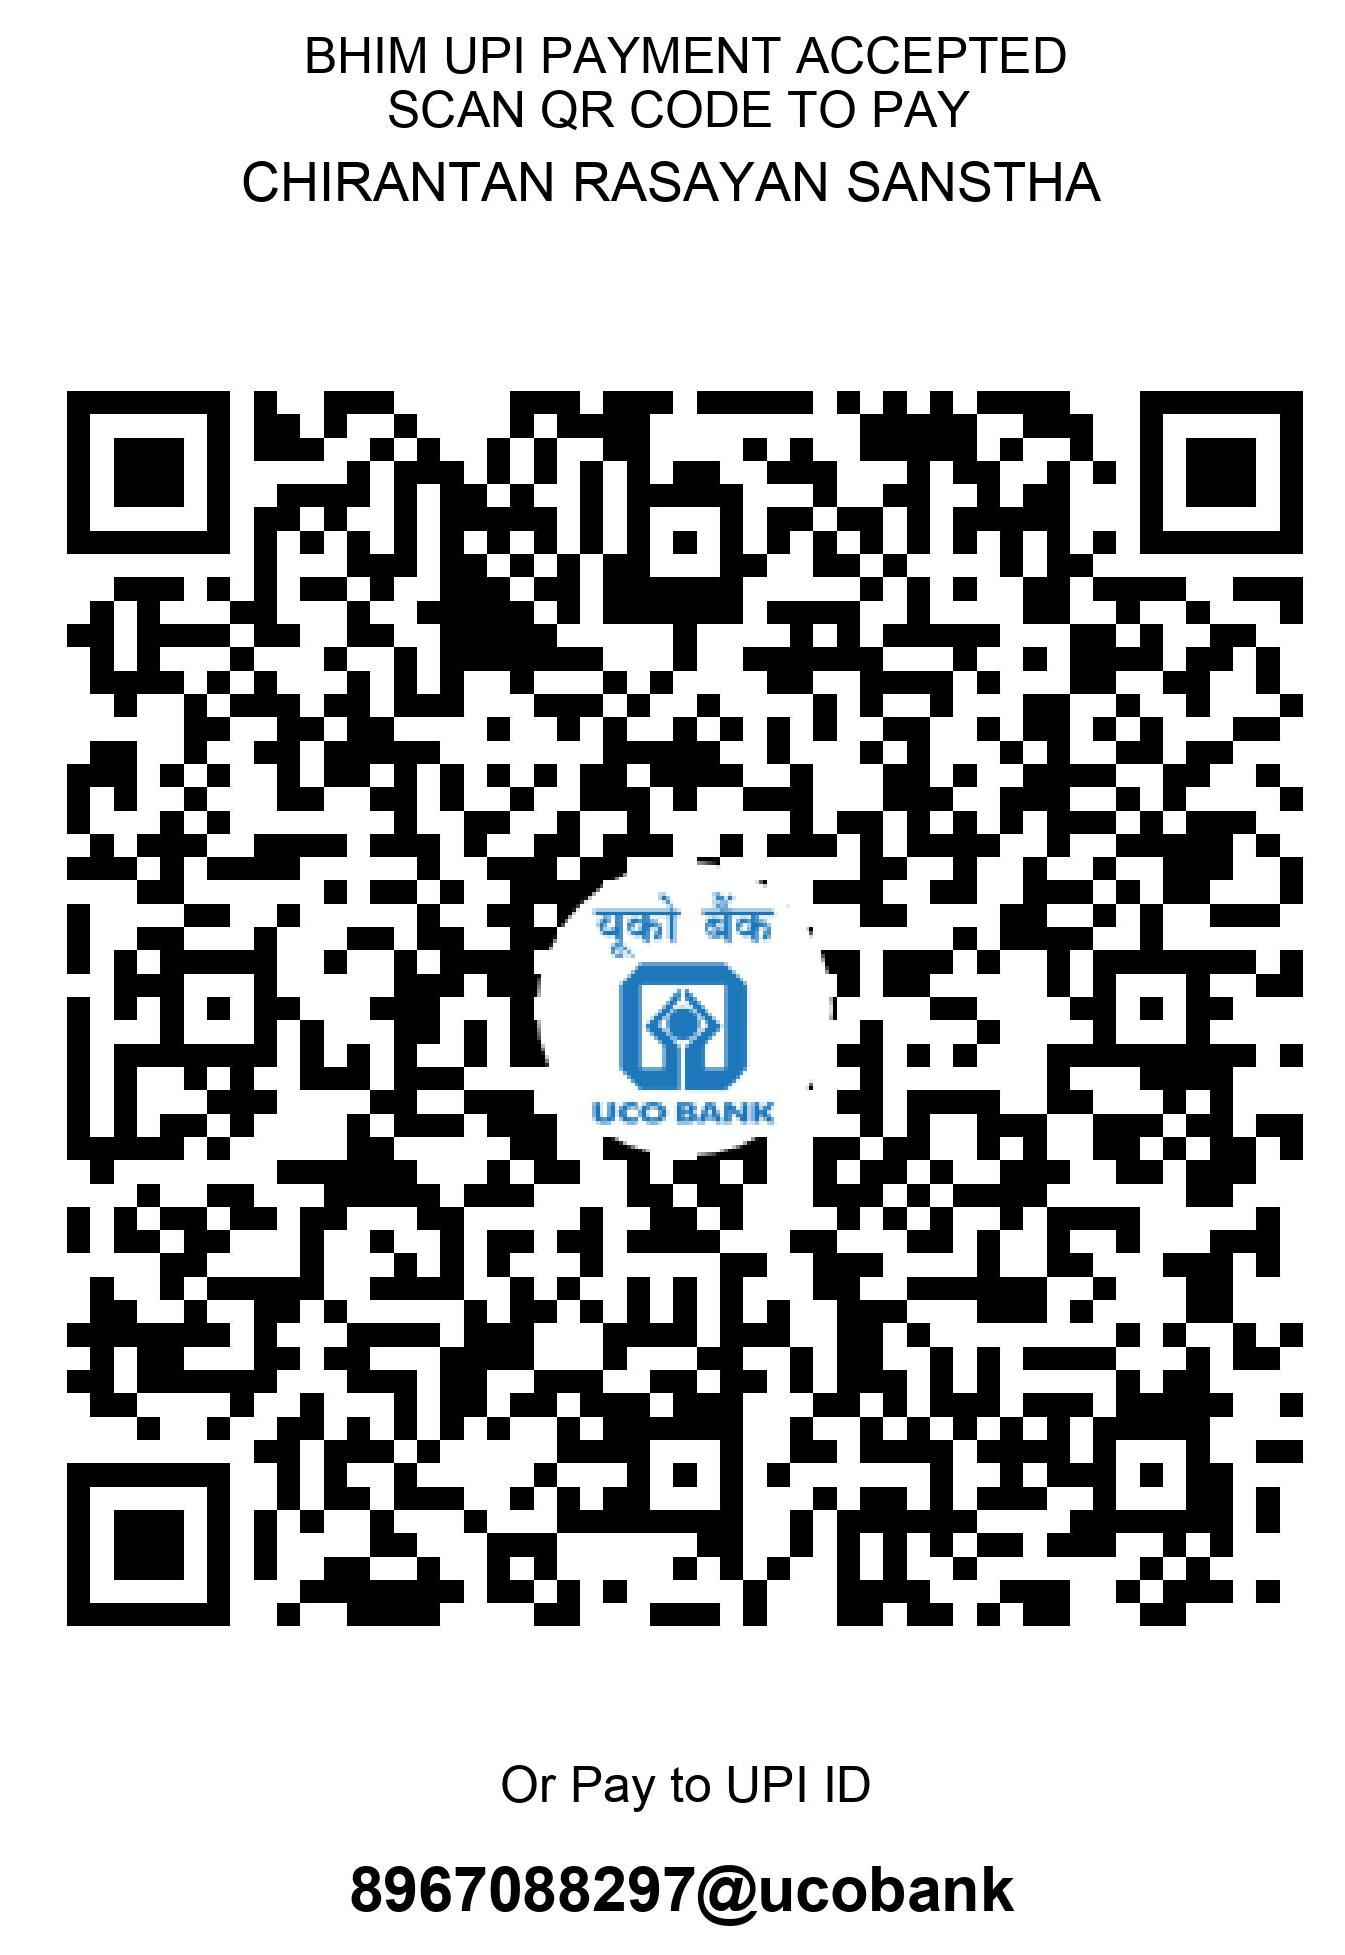 BHIM UPI PAYMENT ACCEPTED
SCAN QR CODE TO PAY
CHIRANTAN RASAYAN SANSTHA
यूको बैंक
UCO BANK
Or Pay to UPI ID
8967088297@ucobank